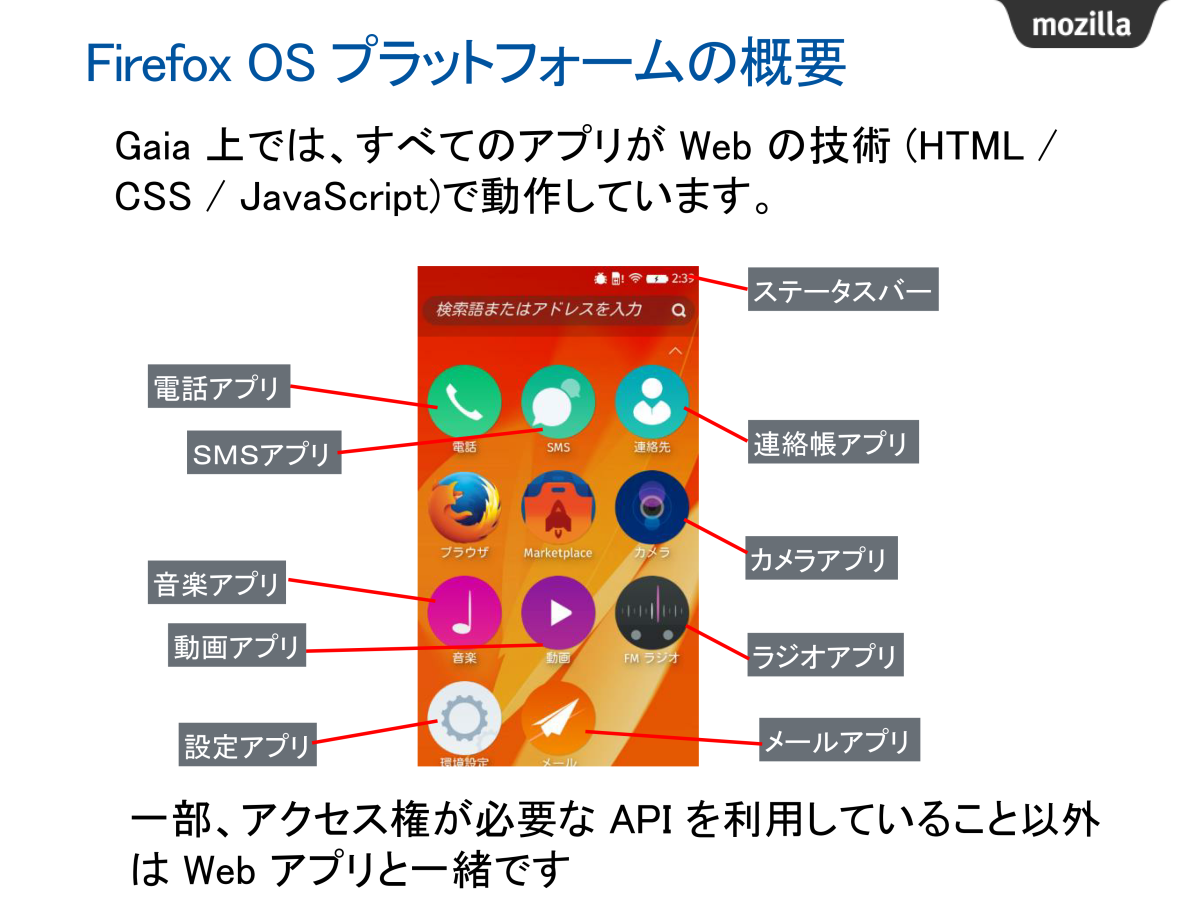 mozilla
Firefox OS プラットフォームの概要
Gaia 上では、すべてのアプリが Web の技術 (HTML /
CSS / JavaScript)で動作しています。
2:39
ステータスバー
検索語またはアドレスを入力
電話アプリ
電話
SMS
連絡先
SMSアプリ
連絡帳アプリ
ブラウザ
Marketplace
カメラ
カメラアプリ
音楽アプリ
動画アプリ
音楽
動画
FM ラジオ
ラジオアプリ
設定アプリ
環境設定
メール
メールアプリ
一部、アクセス権が必要な API を利用していること以外
は Web アプリと一緒です